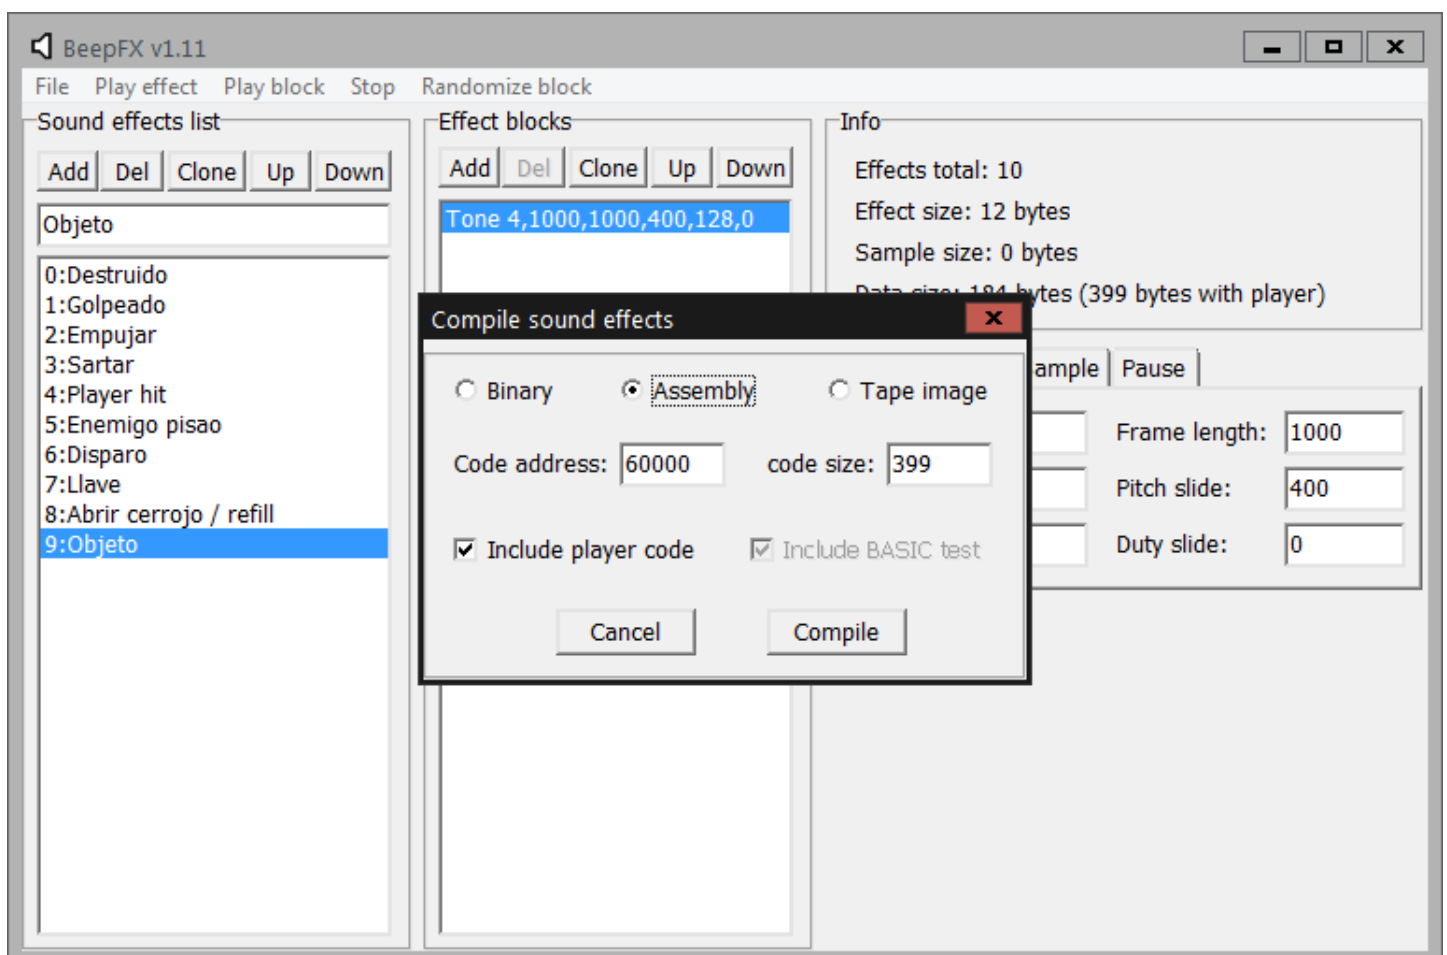 BeepFX v1.11
File Play effect Play block Stop Randomize block
Sound effects list
Add Del Clone Up Down
Objeto
0:Destruido
1:Golpeado
2:Empujar
3:Sartar
4:Player hit
5:Enemigo pisao
6:Disparo
7:Llave
8:Abrir cerrojo / refill
9:Objeto
Effect blocks
Add Del Clone Up Down
Tone 4,1000,1000,400,128,0
Info
Effects total: 10
Effect size: 12 bytes
Sample size: 0 bytes
Data size: 184 bytes (399 bytes with player)
Pause
Frame length: 1000
Pitch slide: 400
Duty slide: 0
Compile sound effects
Binary Assembly Tape image
Code address: 60000 code size: 399
Include player code Include BASIC test
Cancel Compile